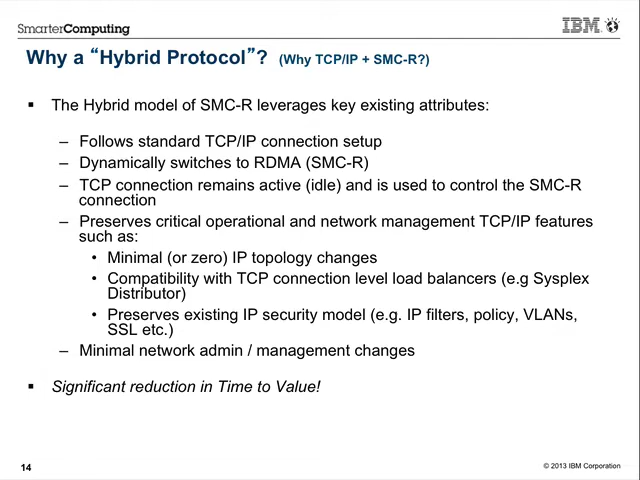 SmarterComputing
IBM
Why a “Hybrid Protocol”? (Why TCP/IP + SMC-R?)
▪ The Hybrid model of SMC-R leverages key existing attributes:
– Follows standard TCP/IP connection setup
– Dynamically switches to RDMA (SMC-R)
– TCP connection remains active (idle) and is used to control the SMC-R
connection
– Preserves critical operational and network management TCP/IP features
such as:
• Minimal (or zero) IP topology changes
• Compatibility with TCP connection level load balancers (e.g Sysplex
Distributor)
• Preserves existing IP security model (e.g. IP filters, policy, VLANs,
SSL etc.)
– Minimal network admin / management changes
▪ Significant reduction in Time to Value!
14
© 2013 IBM Corporation